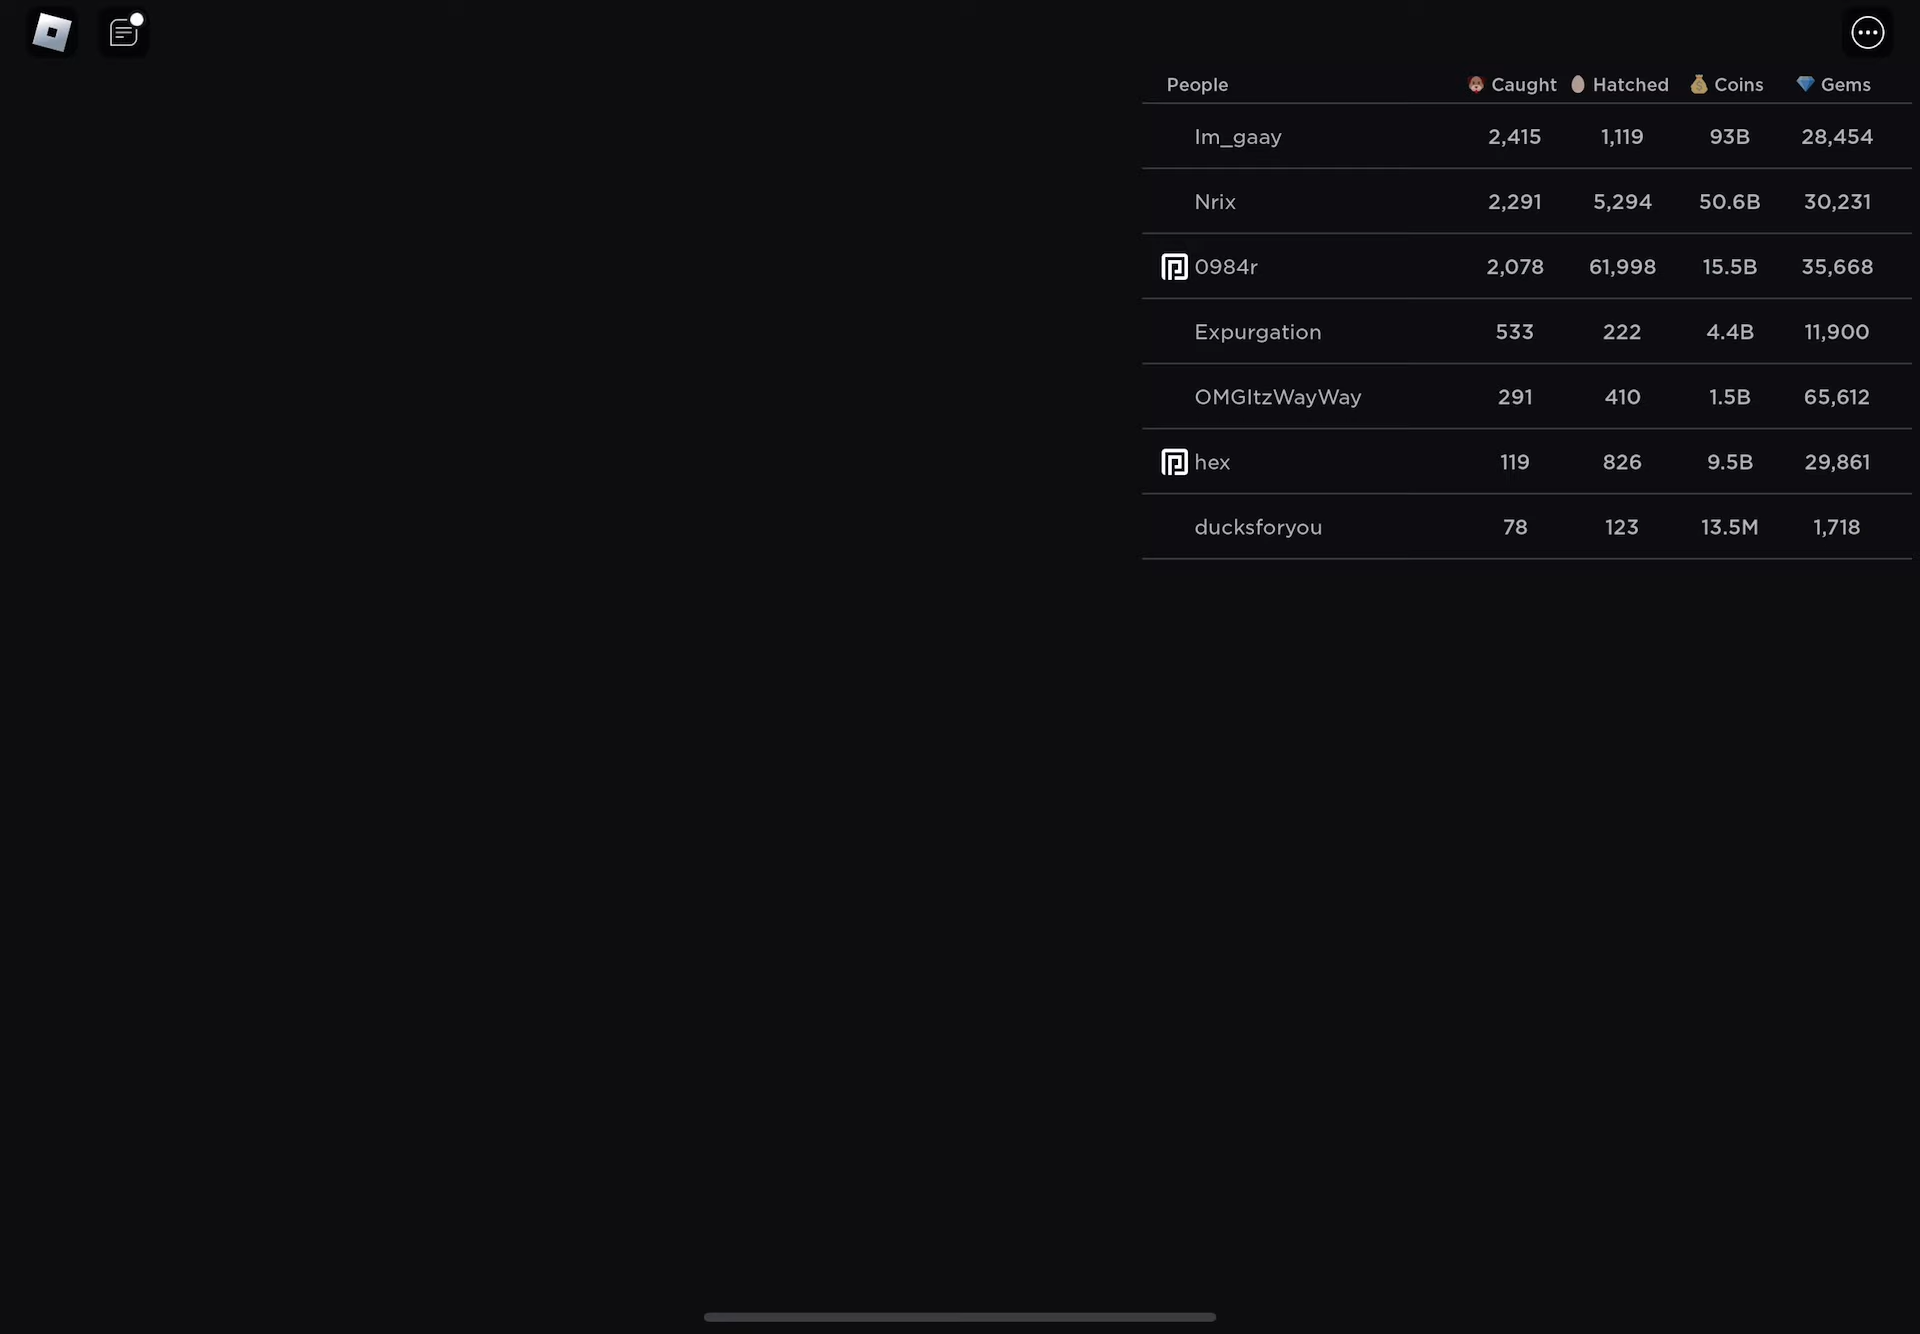 People Caught Hatched Coins Gems
Im_gaay 2,415 1,119 93B 28,454
Nrix 2,291 5,294 50.6B 30,231
0984r 2,078 61,998 15.5B 35,668
Expurgation 533 222 4.4B 11,900
OMGItzWayWay 291 410 1.5B 65,612
hex 119 826 9.5B 29,861
ducksforyou 78 123 13.5M 1,718